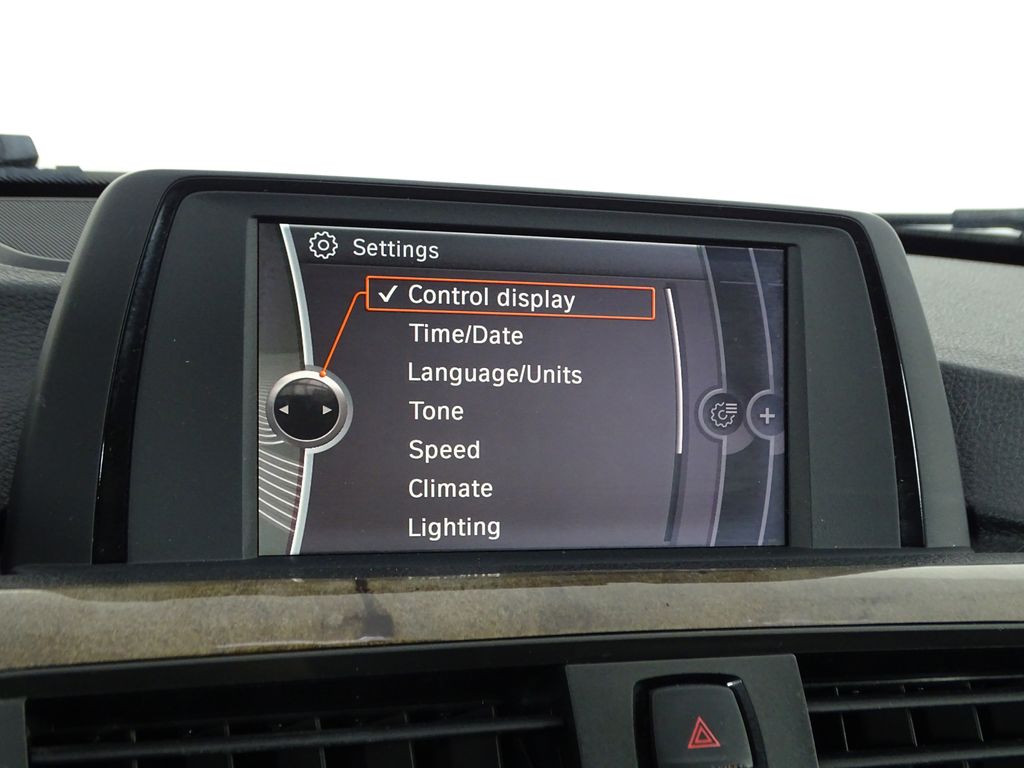 Settings
Control display
Time/Date
Language/Units
Tone
Speed
Climate
Lighting